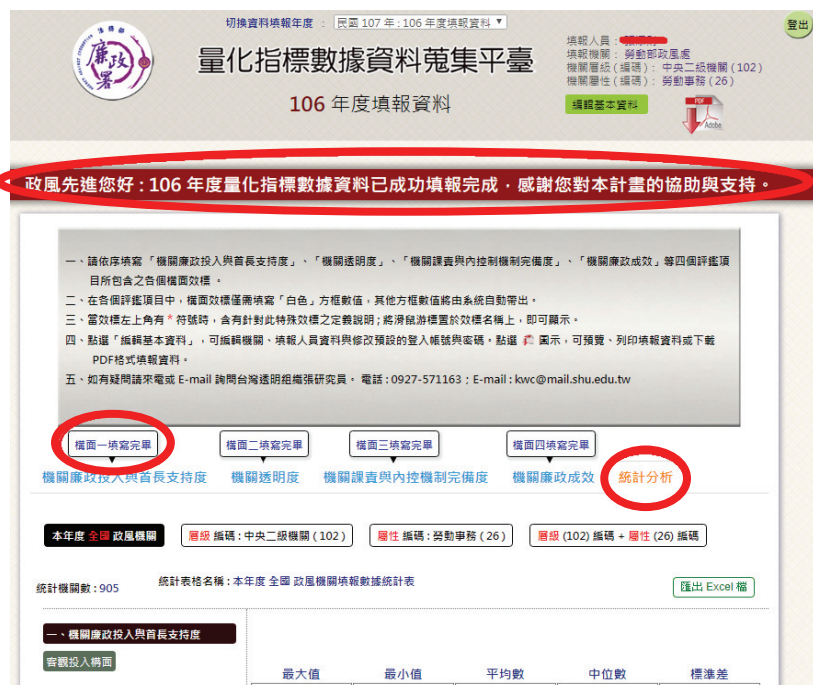 切換資料填報年度 : 民國 107 年 : 106 年度填報資料 ▼
登出
法務部
廉政署
AGENCY AGAINST CORRUPTION
量化指標數據資料蒐集平臺
106 年度填報資料
填報人員 :
填報機關 : 勞動部政風處
機關層級 ( 編碼 ) : 中央二級機關 ( 102 )
機關屬性 ( 編碼 ) : 勞動事務 ( 26 )
編輯基本資料
PDF
Adobe
政風先進您好 : 106 年度量化指標數據資料已成功填報完成，感謝您對本計畫的協助與支持。
一、請依序填寫「機關廉政投入與首長支持度」、「機關透明度」、「機關課責與內控制機制完備度」、「機關廉政成效」等四個評鑑項
目所包含之各個構面效標。
二、在各個評鑑項目中，構面效標僅需填寫「白色」方框數值，其他方框數值將由系統自動帶出。
三、當效標左上角有 * 符號時，含有針對此特殊效標之定義說明；將滑鼠游標置於效標名稱上，即可顯示。
四、點選「編輯基本資料」，可編輯機關、填報人員資料與修改預設的登入帳號與密碼。點選 圖示，可預覽、列印填報資料或下載
PDF格式填報資料。
五、如有疑問請來電或 E-mail 詢問台灣透明組織張研究員。 電話 : 0927-571163 ; E-mail : kwc@mail.shu.edu.tw
構面一填寫完畢 構面二填寫完畢 構面三填寫完畢 構面四填寫完畢
機關廉政投入與首長支持度 機關透明度 機關課責與內控機制完備度 機關廉政成效 統計分析
本年度 全國 政風機關 層級 編碼 : 中央二級機關 ( 102 ) 屬性 編碼 : 勞動事務 ( 26 ) 層級 (102) 編碼 + 屬性 (26) 編碼
統計機關數 : 905 統計表格名稱 : 本年度 全國 政風機關填報數據統計表 匯出 Excel 檔
一、機關廉政投入與首長支持度
客觀投入構面
最大值 最小值 平均數 中位數 標準差